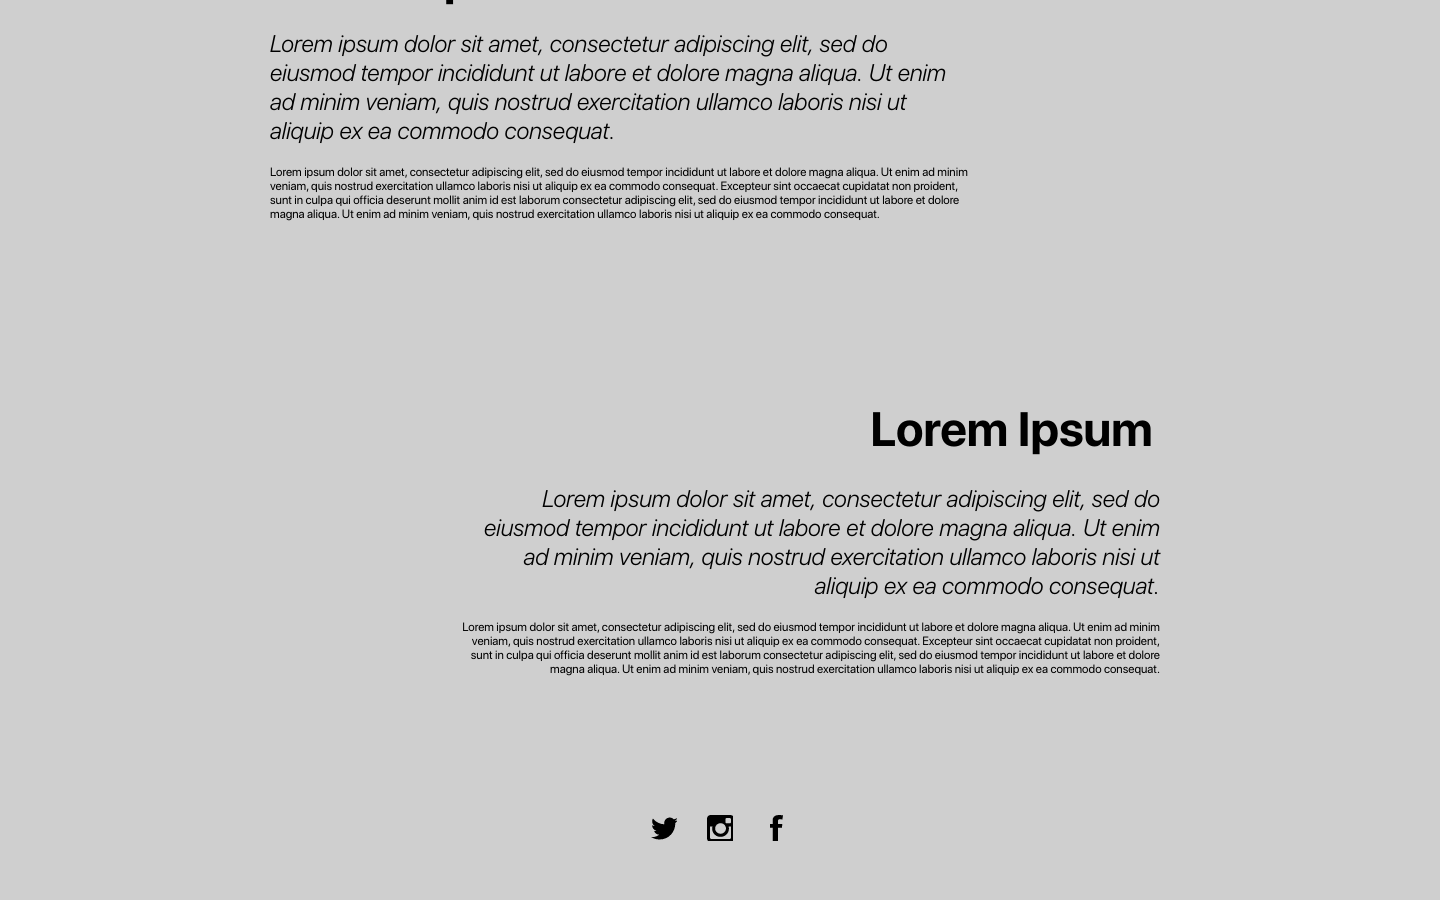 Lorem ipsum dolor sit amet, consectetur adipiscing elit, sed do
eiusmod tempor incididunt ut labore et dolore magna aliqua. Ut enim
ad minim veniam, quis nostrud exercitation ullamco laboris nisi ut
aliquip ex ea commodo consequat.
Lorem ipsum dolor sit amet, consectetur adipiscing elit, sed do eiusmod tempor incididunt ut labore et dolore magna aliqua. Ut enim ad minim
veniam, quis nostrud exercitation ullamco laboris nisi ut aliquip ex ea commodo consequat. Excepteur sint occaecat cupidatat non proident,
sunt in culpa qui officia deserunt mollit anim id est laborum consectetur adipiscing elit, sed do eiusmod tempor incididunt ut labore et dolore
magna aliqua. Ut enim ad minim veniam, quis nostrud exercitation ullamco laboris nisi ut aliquip ex ea commodo consequat.
Lorem Ipsum
Lorem ipsum dolor sit amet, consectetur adipiscing elit, sed do
eiusmod tempor incididunt ut labore et dolore magna aliqua. Ut enim
ad minim veniam, quis nostrud exercitation ullamco laboris nisi ut
aliquip ex ea commodo consequat.
Lorem ipsum dolor sit amet, consectetur adipiscing elit, sed do eiusmod tempor incididunt ut labore et dolore magna aliqua. Ut enim ad minim
veniam, quis nostrud exercitation ullamco laboris nisi ut aliquip ex ea commodo consequat. Excepteur sint occaecat cupidatat non proident,
sunt in culpa qui officia deserunt mollit anim id est laborum consectetur adipiscing elit, sed do eiusmod tempor incididunt ut labore et dolore
magna aliqua. Ut enim ad minim veniam, quis nostrud exercitation ullamco laboris nisi ut aliquip ex ea commodo consequat.